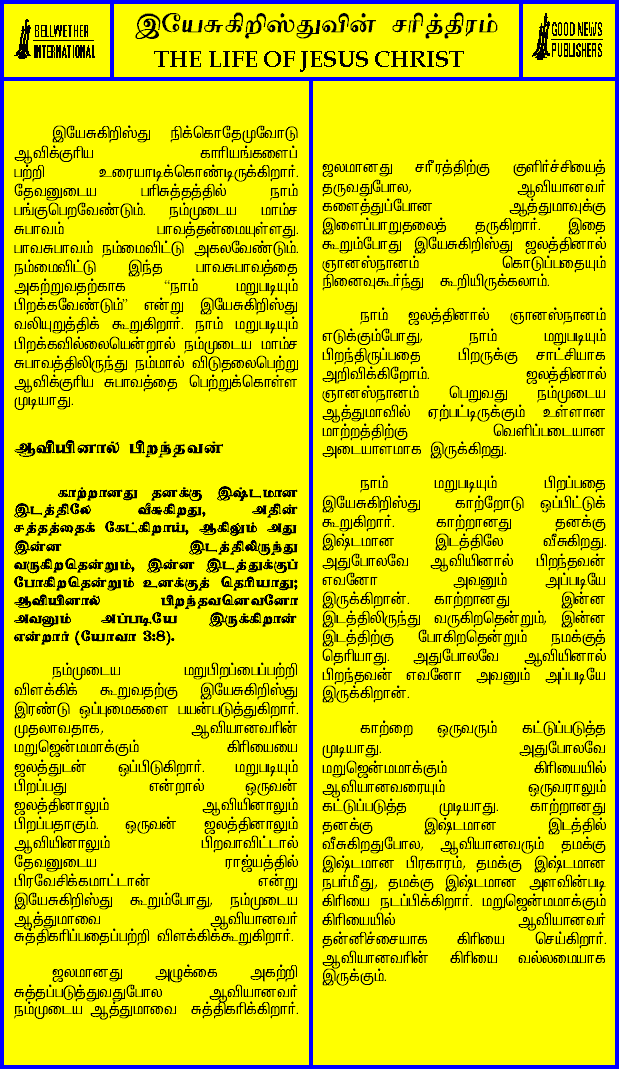 BELLWETHER
INTERNATIONAL
இயேசுகிறிஸ்துவின் சரித்திரம்
THE LIFE OF JESUS CHRIST
GOOD NEWS
PUBLISHERS
இயேசுகிறிஸ்து நிக்கொதேமுவோடு
ஆவிக்குரிய காரியங்களைப்
பற்றி உரையாடிக்கொண்டிருக்கிறார்.
தேவனுடைய பரிசுத்தத்தில் நாம்
பங்குபெறவேண்டும். நம்முடைய மாம்ச
சுபாவம் பாவத்தன்மையுள்ளது.
பாவசுபாவம் நம்மைவிட்டு அகலவேண்டும்.
நம்மைவிட்டு இந்த பாவசுபாவத்தை
அகற்றுவதற்காக “நாம் மறுபடியும்
பிறக்கவேண்டும்” என்று இயேசுகிறிஸ்து
வலியுறுத்திக் கூறுகிறார். நாம் மறுபடியும்
பிறக்கவில்லையென்றால் நம்முடைய மாம்ச
சுபாவத்திலிருந்து நம்மால் விடுதலைபெற்று
ஆவிக்குரிய சுபாவத்தை பெற்றுக்கொள்ள
முடியாது.
ஆவியினால் பிறந்தவன்
காற்றானது தனக்கு இஷ்டமான
இடத்திலே வீசுகிறது, அதின்
சத்தத்தைக் கேட்கிறாய், ஆகிலும் அது
இன்ன இடத்திலிருந்து
வருகிறதென்றும், இன்ன இடத்துக்குப்
போகிறதென்றும் உனக்குத் தெரியாது;
ஆவியினால் பிறந்தவனெவனோ
அவனும் அப்படியே இருக்கிறான்
என்றார் (யோவா 3:8).
நம்முடைய மறுபிறப்பைப்பற்றி
விளக்கிக் கூறுவதற்கு இயேசுகிறிஸ்து
இரண்டு ஒப்புமைகளை பயன்படுத்துகிறார்.
முதலாவதாக, ஆவியானவரின்
மறுஜென்மமாக்கும் கிரியையை
ஜலத்துடன் ஒப்பிடுகிறார். மறுபடியும்
பிறப்பது என்றால் ஒருவன்
ஜலத்தினாலும் ஆவியினாலும்
பிறப்பதாகும். ஒருவன் ஜலத்தினாலும்
ஆவியினாலும் பிறவாவிட்டால்
தேவனுடைய ராஜ்யத்தில்
பிரவேசிக்கமாட்டான் என்று
இயேசுகிறிஸ்து கூறும்போது, நம்முடைய
ஆத்துமாவை ஆவியானவர்
சுத்திகரிப்பதைப்பற்றி விளக்கிக்கூறுகிறார்.
ஜலமானது அழுக்கை அகற்றி
சுத்தப்படுத்துவதுபோல ஆவியானவர்
நம்முடைய ஆத்துமாவை சுத்திகரிக்கிறார்.
ஜலமானது சரீரத்திற்கு குளிர்ச்சியைத்
தருவதுபோல, ஆவியானவர்
களைத்துப்போன ஆத்துமாவுக்கு
இளைப்பாறுதலைத் தருகிறார். இதை
கூறும்போது இயேசுகிறிஸ்து ஜலத்தினால்
ஞானஸ்நானம் கொடுப்பதையும்
நினைவுகூர்ந்து கூறியிருக்கலாம்.
நாம் ஜலத்தினால் ஞானஸ்நானம்
எடுக்கும்போது, நாம் மறுபடியும்
பிறந்திருப்பதை பிறருக்கு சாட்சியாக
அறிவிக்கிறோம். ஜலத்தினால்
ஞானஸ்நானம் பெறுவது நம்முடைய
ஆத்துமாவில் ஏற்பட்டிருக்கும் உள்ளான
மாற்றத்திற்கு வெளிப்படையான
அடையாளமாக இருக்கிறது.
நாம் மறுபடியும் பிறப்பதை
இயேசுகிறிஸ்து காற்றோடு ஒப்பிட்டுக்
கூறுகிறார். காற்றானது தனக்கு
இஷ்டமான இடத்திலே வீசுகிறது.
அதுபோலவே ஆவியினால் பிறந்தவன்
எவனோ அவனும் அப்படியே
இருக்கிறான். காற்றானது இன்ன
இடத்திலிருந்து வருகிறதென்றும், இன்ன
இடத்திற்கு போகிறதென்றும் நமக்குத்
தெரியாது. அதுபோலவே ஆவியினால்
பிறந்தவன் எவனோ அவனும் அப்படியே
இருக்கிறான்.
காற்றை ஒருவரும் கட்டுப்படுத்த
முடியாது. அதுபோலவே
மறுஜென்மமாக்கும் கிரியையில்
ஆவியானவரையும் ஒருவராலும்
கட்டுப்படுத்த முடியாது. காற்றானது
தனக்கு இஷ்டமான இடத்தில்
வீசுகிறதுபோல, ஆவியானவரும் தமக்கு
இஷ்டமான பிரகாரம், தமக்கு இஷ்டமான
நபர்மீது, தமக்கு இஷ்டமான அளவின்படி
கிரியை நடப்பிக்கிறார். மறுஜென்மமாக்கும்
கிரியையில் ஆவியானவர்
தன்னிச்சையாக கிரியை செய்கிறார்.
ஆவியானவரின் கிரியை வல்லமையாக
இருக்கும்.